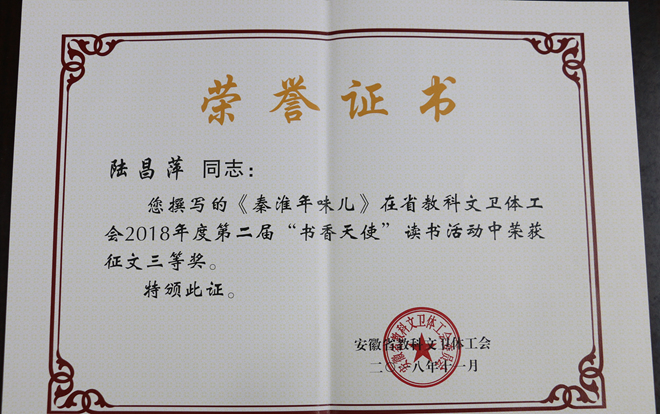 荣誉证书
陆昌萍 同志：
您撰写的《秦淮年味儿》在省教科文卫体工
会2018年度第二届“书香天使”读书活动中荣获
征文三等奖。
特颁此证。
安徽省教科文卫体工会
二〇一八年十一月